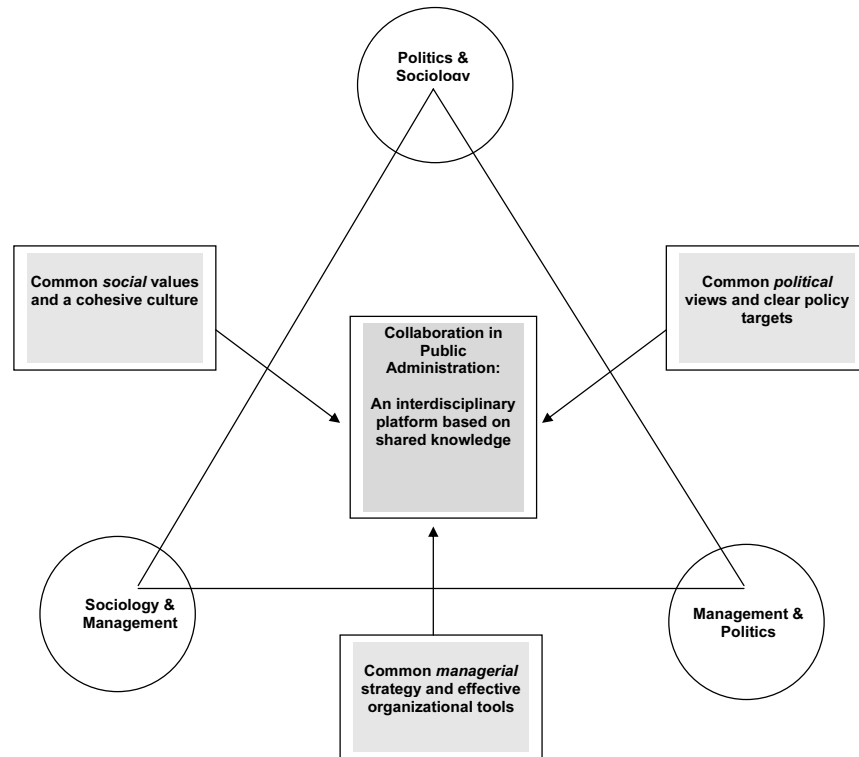 Politics &
Sociology
Common social values
and a cohesive culture
Common political
views and clear policy
targets
Collaboration in
Public
Administration:
An interdisciplinary
platform based on
shared knowledge
Sociology &
Management
Management &
Politics
Common managerial
strategy and effective
organizational tools